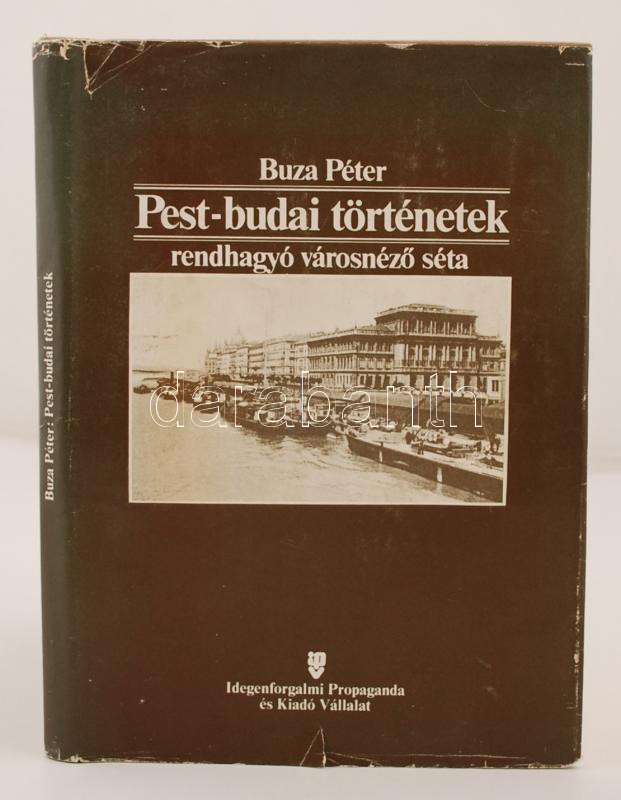 Buza Péter
Pest-budai történetek
rendhagyó városnéző séta
darabanth
Idegenforgalmi Propaganda
és Kiadó Vállalat
Buza Péter: Pest-budai történetek